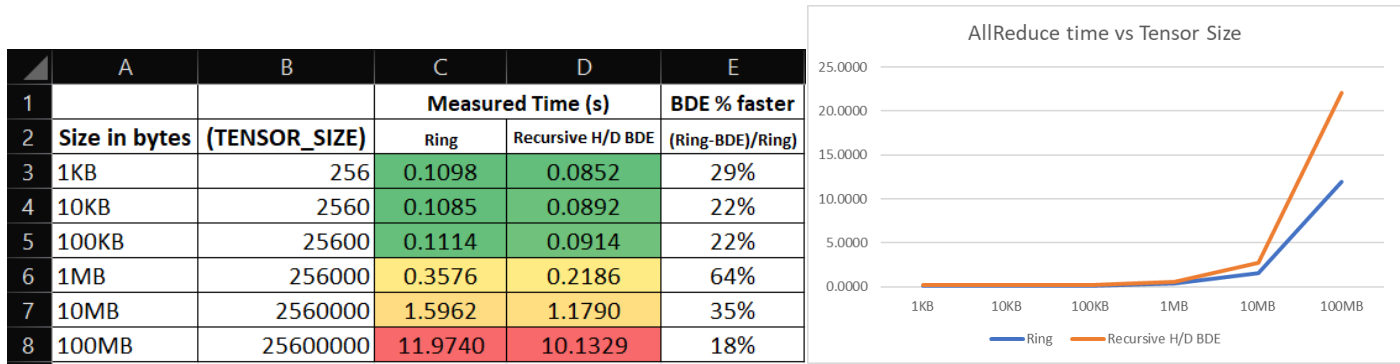 A B C D E
1 Measured Time (s) BDE % faster
2 Size in bytes (TENSOR_SIZE) Ring Recursive H/D BDE (Ring-BDE)/Ring)
3 1KB 256 0.1098 0.0852 29%
4 10KB 2560 0.1085 0.0892 22%
5 100KB 25600 0.1114 0.0914 22%
6 1MB 256000 0.3576 0.2186 64%
7 10MB 2560000 1.5962 1.1790 35%
8 100MB 25600000 11.9740 10.1329 18%
AllReduce time vs Tensor Size
25.0000
20.0000
15.0000
10.0000
5.0000
0.0000
1KB 10KB 100KB 1MB 10MB 100MB
Ring Recursive H/D BDE